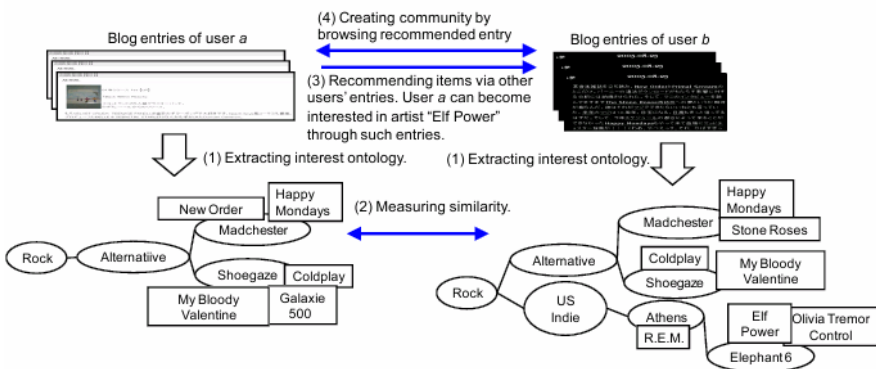 (4) Creating community by
browsing recommended entry
Blog entries of user a
Blog entries of user b
(3) Recommending items via other
users' entries. User a can become
interested in artist "Elf Power"
through such entries.
(1) Extracting interest ontology.
(1) Extracting interest ontology.
New Order
Happy
Mondays
(2) Measuring similarity.
Madchester
Rock
Alternatiive
Shoegaze
Coldplay
My Bloody
Valentine
Galaxie
500
Happy
Mondays
Madchester
Stone Roses
Coldplay
Alternative
My Bloody
Valentine
Shoegaze
Rock
US
Indie
Athens
R.E.M.
Elf
Power
Olivia Tremor
Control
Elephant 6